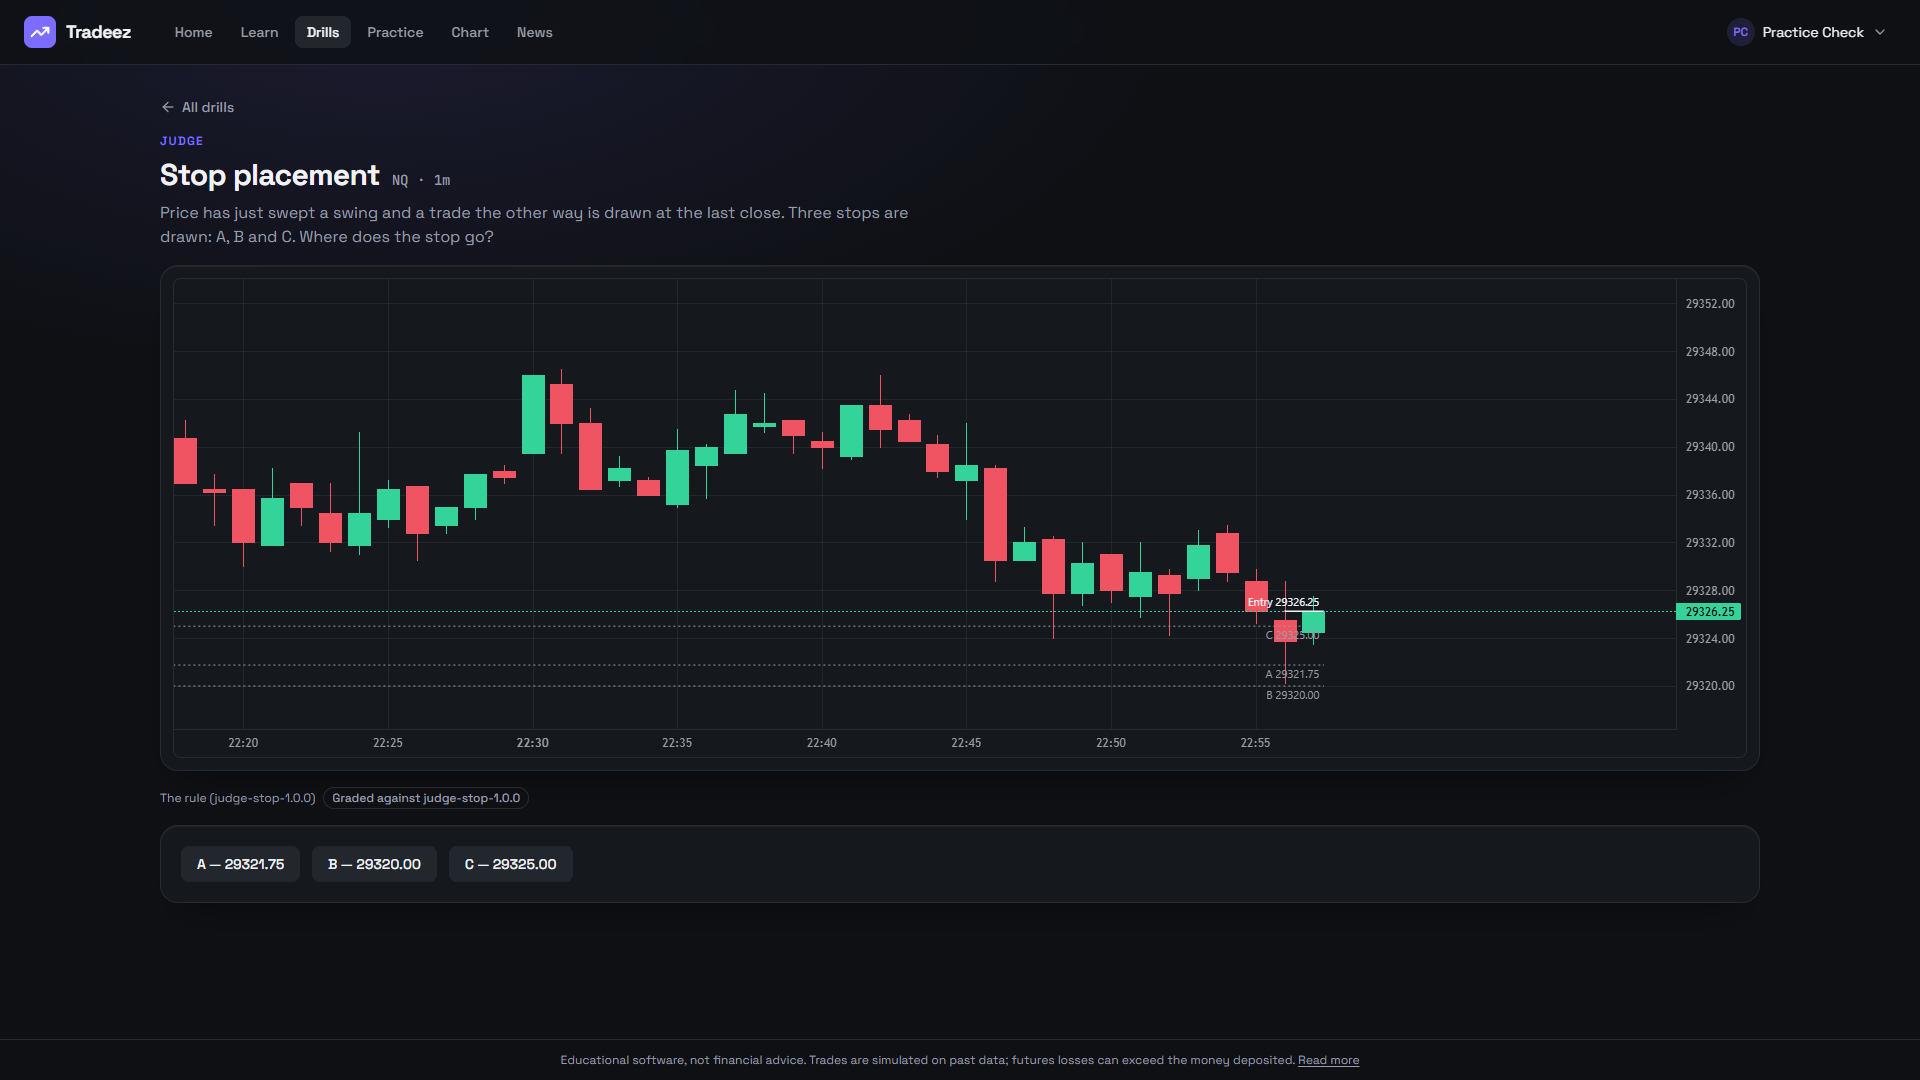 Tradeez
Home Learn Drills Practice Chart News
PC Practice Check
All drills
JUDGE
Stop placement NQ · 1m
Price has just swept a swing and a trade the other way is drawn at the last close. Three stops are
drawn: A, B and C. Where does the stop go?
29352.00
29348.00
29344.00
29340.00
29336.00
29332.00
29328.00
Entry 29326.25
29326.25
C 29325.00
29324.00
A 29321.75
29320.00
B 29320.00
22:20 22:25 22:30 22:35 22:40 22:45 22:50 22:55
The rule (judge-stop-1.0.0) Graded against judge-stop-1.0.0
A — 29321.75 B — 29320.00 C — 29325.00
Educational software, not financial advice. Trades are simulated on past data; futures losses can exceed the money deposited. Read more